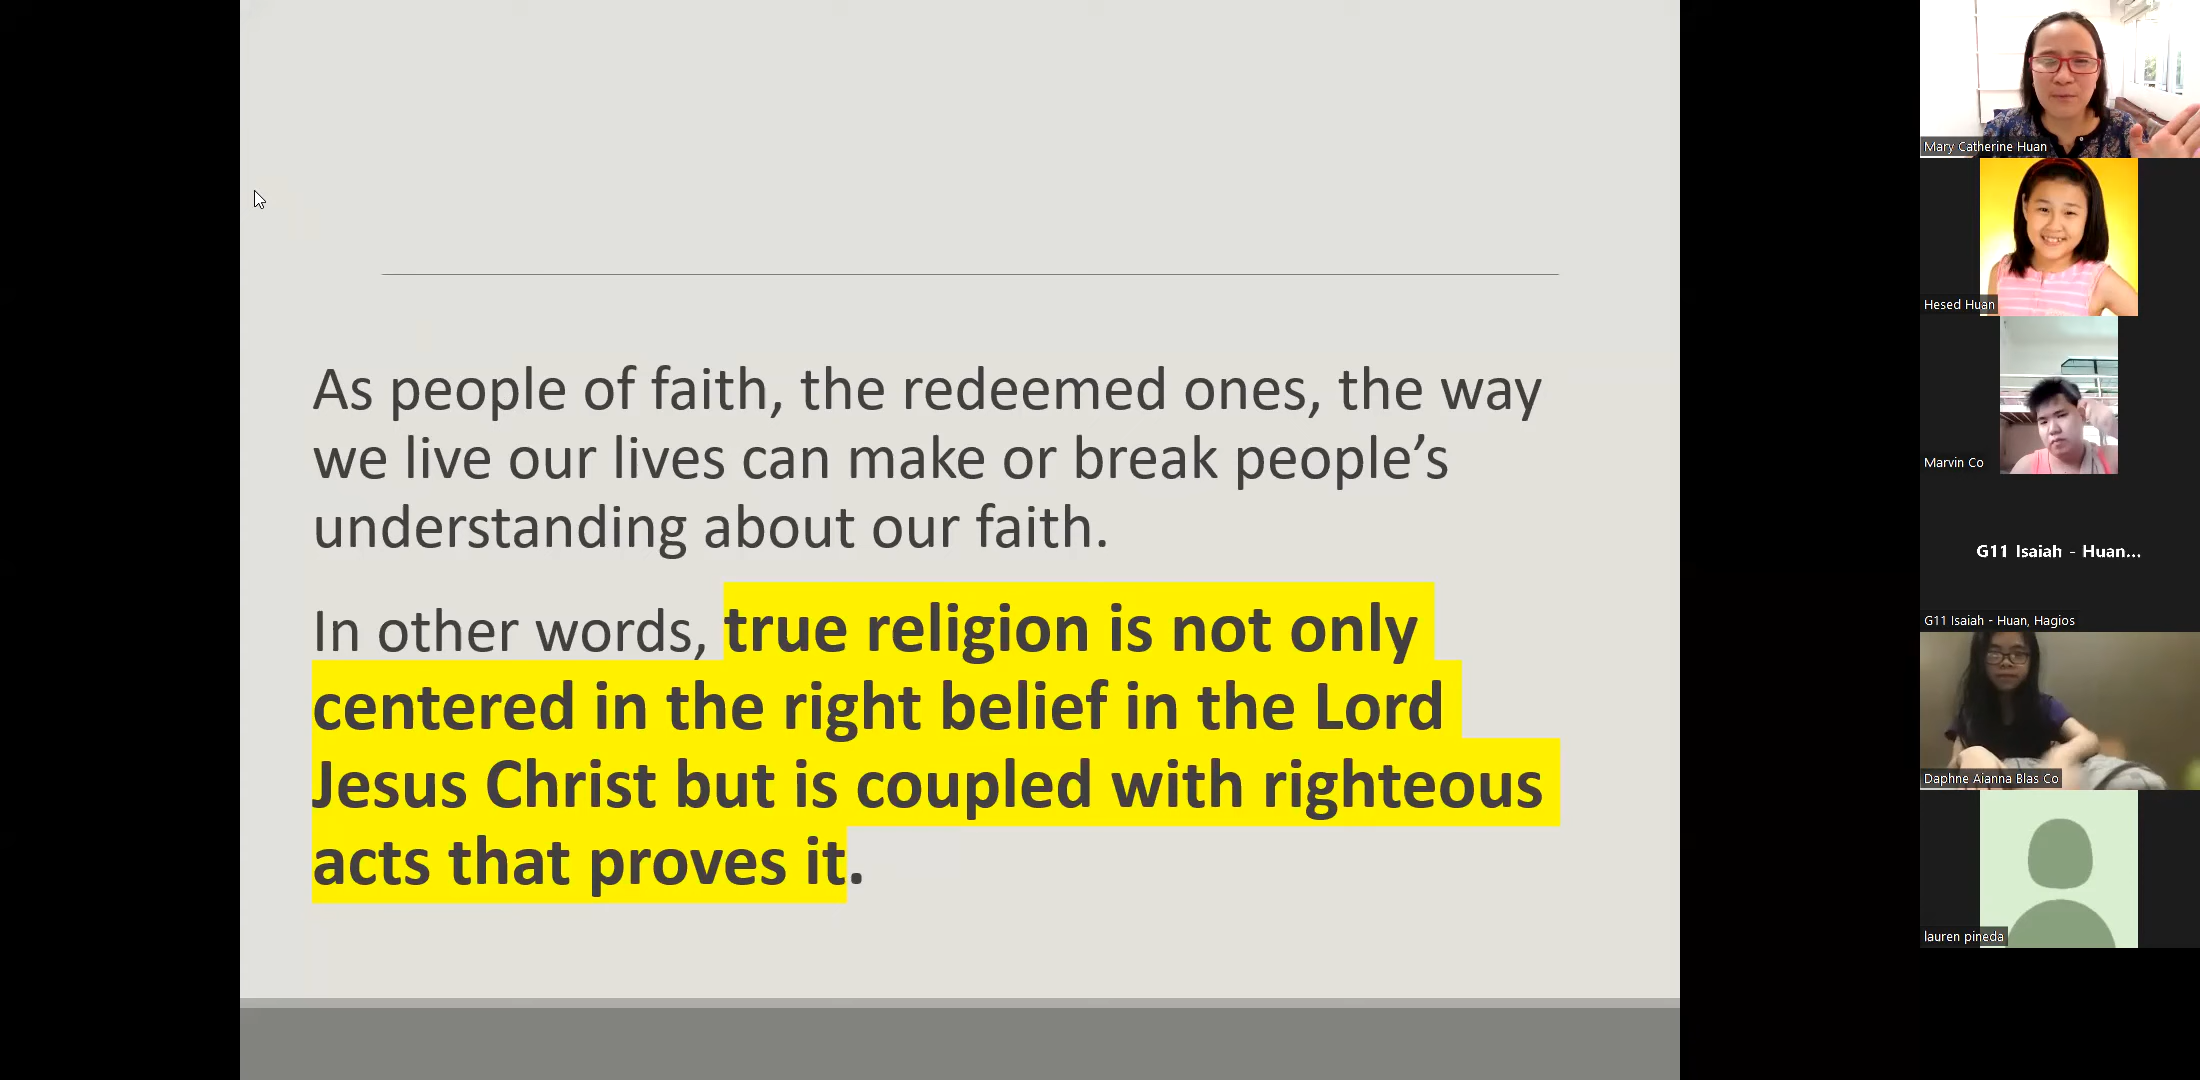 As people of faith, the redeemed ones, the way
we live our lives can make or break people’s
understanding about our faith.
In other words, true religion is not only
centered in the right belief in the Lord
Jesus Christ but is coupled with righteous
acts that proves it.
Mary Catherine Huan
Hesed Huan
Marvin Co
G11 Isaiah - Huan...
G11 Isaiah - Huan, Hagios
Daphne Aianna Blas Co
lauren pineda